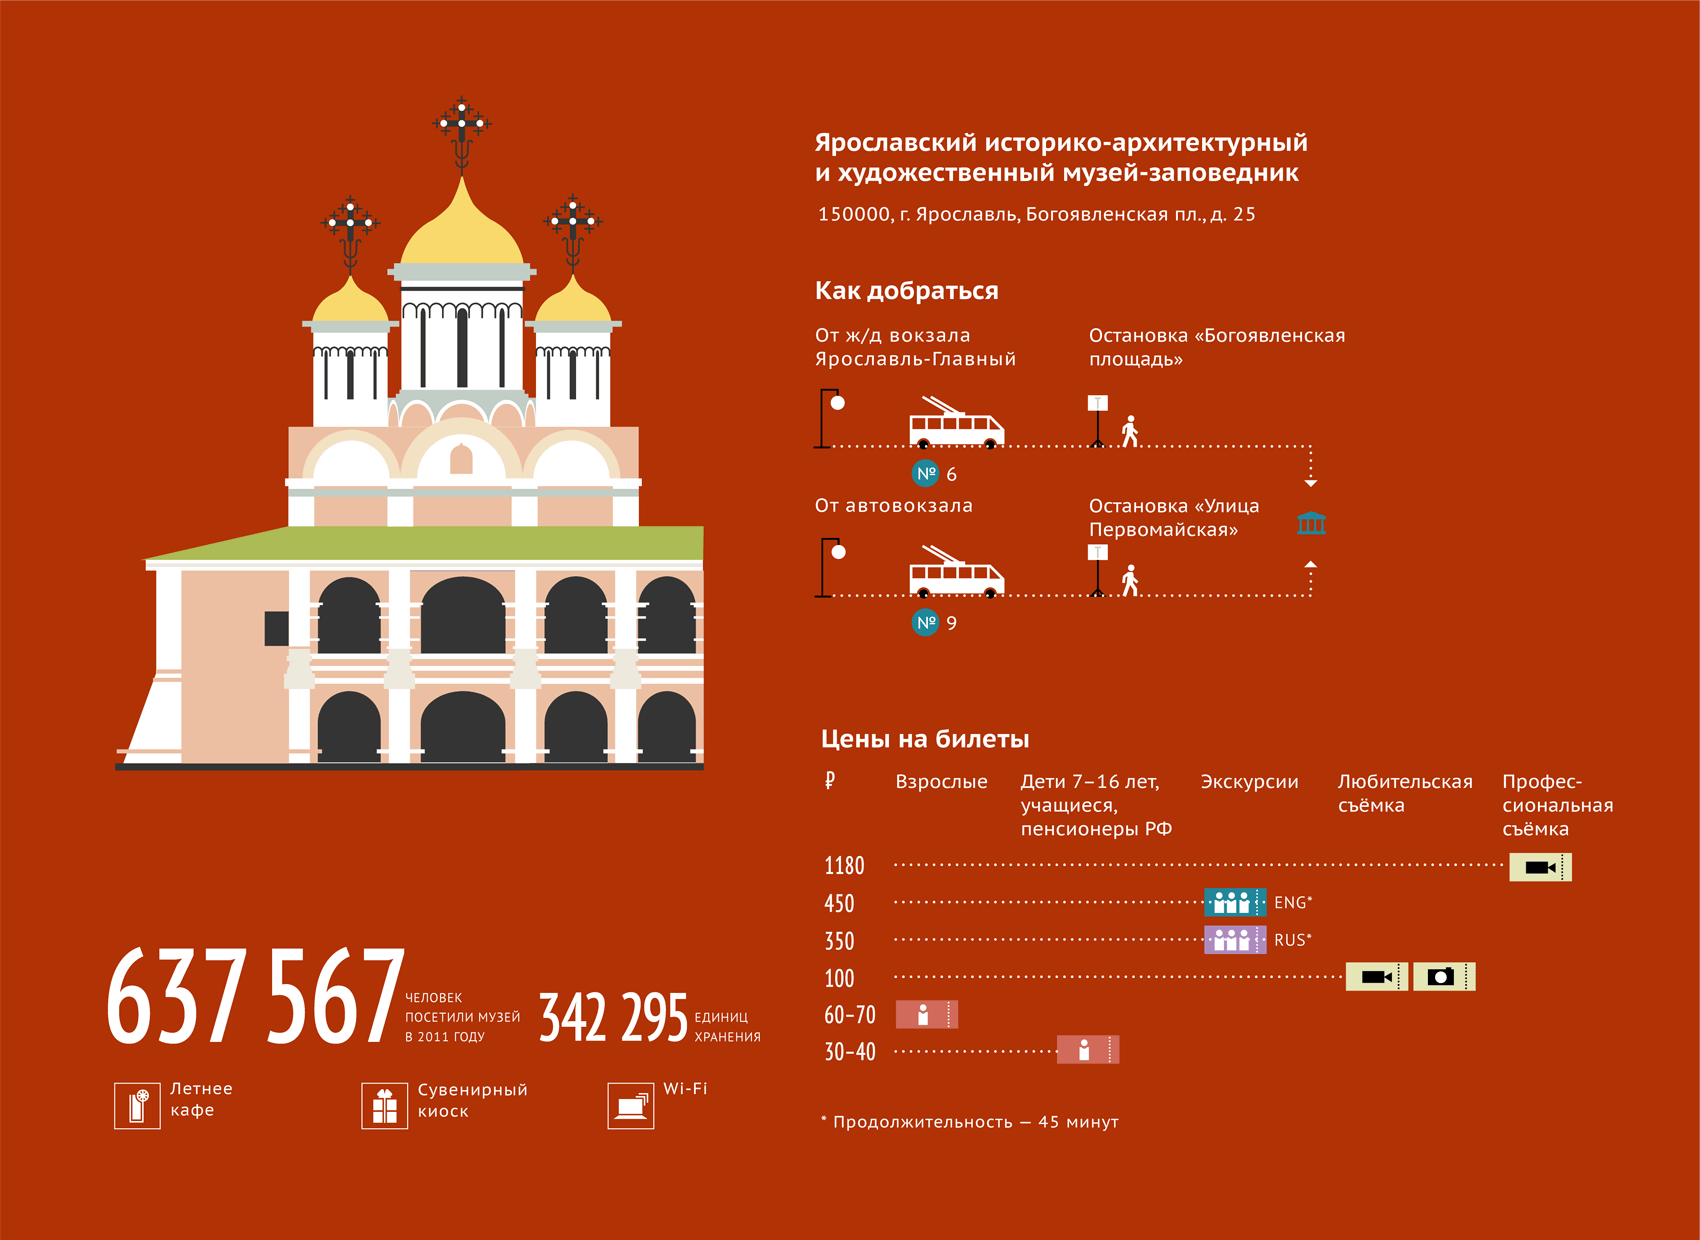 Ярославский историко-архитектурный
и художественный музей-заповедник
150000, г. Ярославль, Богоявленская пл., д. 25
Как добраться
От ж/д вокзала
Ярославль-Главный
Остановка «Богоявленская
площадь»
Т
№ 6
От автовокзала
Остановка «Улица
Первомайская»
Т
№ 9
Цены на билеты
₽
Взрослые
Дети 7–16 лет,
учащиеся,
пенсионеры РФ
Экскурсии
Любительская
съёмка
Профес-
сиональная
съёмка
1180
450
ENG*
350
RUS*
100
60–70
30–40
* Продолжительность — 45 минут
637 567
ЧЕЛОВЕК
ПОСЕТИЛИ МУЗЕЙ
В 2011 ГОДУ
342 295
ЕДИНИЦ
ХРАНЕНИЯ
Летнее
кафе
Сувенирный
киоск
Wi-Fi